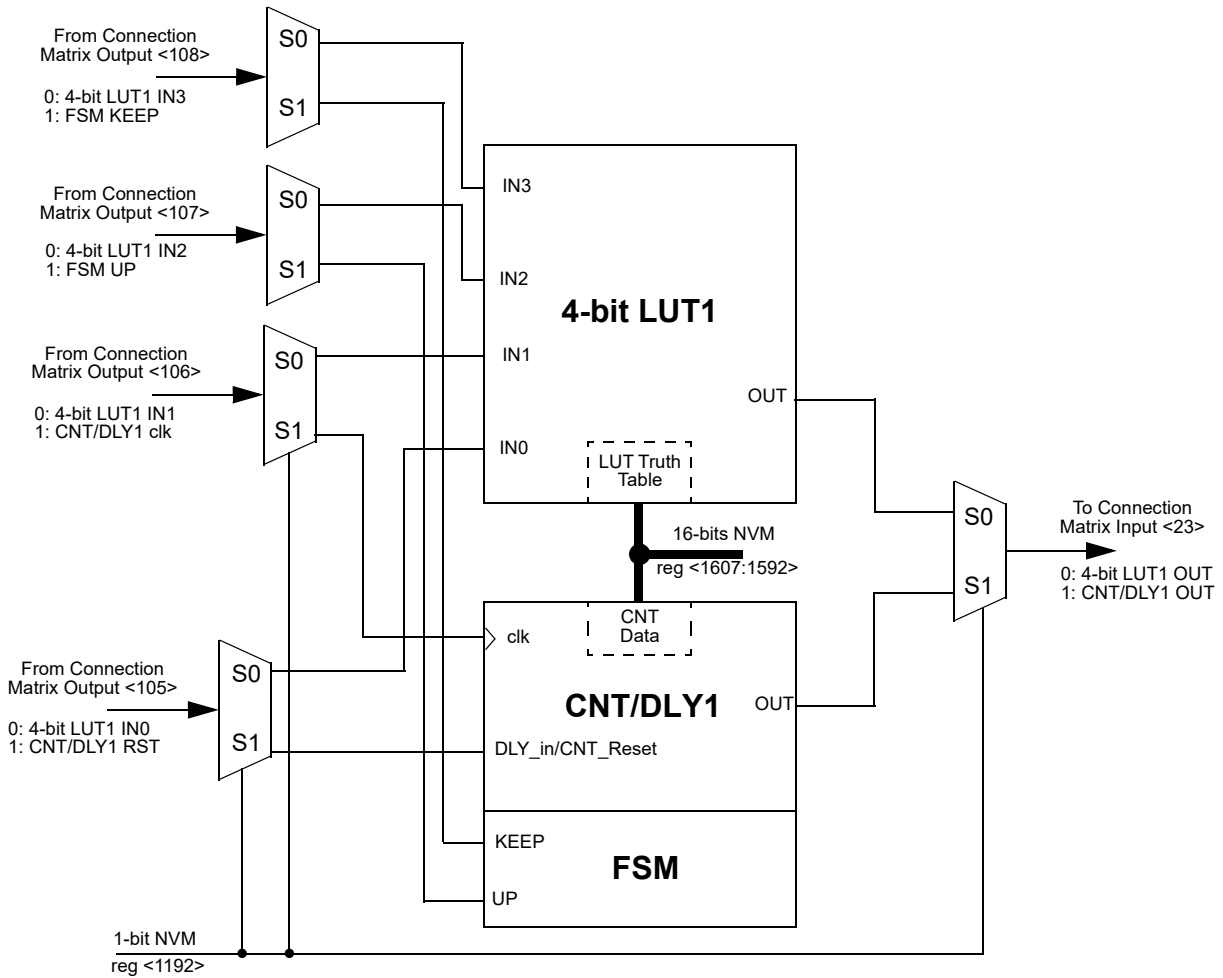 From Connection
Matrix Output <108>
0: 4-bit LUT1 IN3
1: FSM KEEP
S0
S1
From Connection
Matrix Output <107>
0: 4-bit LUT1 IN2
1: FSM UP
S0
S1
From Connection
Matrix Output <106>
0: 4-bit LUT1 IN1
1: CNT/DLY1 clk
S0
S1
IN3
IN2
4-bit LUT1
IN1
OUT
IN0
LUT Truth
Table
16-bits NVM
reg <1607:1592>
S0
S1
To Connection
Matrix Input <23>
0: 4-bit LUT1 OUT
1: CNT/DLY1 OUT
From Connection
Matrix Output <105>
0: 4-bit LUT1 IN0
1: CNT/DLY1 RST
S0
S1
clk
CNT
Data
CNT/DLY1
OUT
DLY_in/CNT_Reset
KEEP
FSM
UP
1-bit NVM
reg <1192>